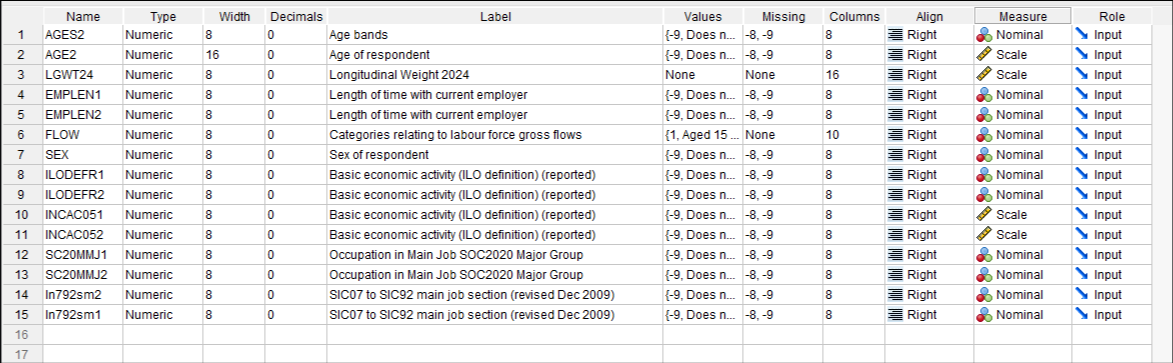 Name Type Width Decimals Label Values Missing Columns Align Measure Role
1 AGES2 Numeric 8 0 Age bands {-9, Does n... -8, -9 8 Right Nominal Input
2 AGE2 Numeric 16 0 Age of respondent {-9, Does n... -8, -9 8 Right Scale Input
3 LGWT24 Numeric 8 0 Longitudinal Weight 2024 None None 16 Right Scale Input
4 EMPLEN1 Numeric 8 0 Length of time with current employer {-9, Does n... -8, -9 8 Right Nominal Input
5 EMPLEN2 Numeric 8 0 Length of time with current employer {-9, Does n... -8, -9 8 Right Nominal Input
6 FLOW Numeric 8 0 Categories relating to labour force gross flows {1, Aged 15 ... None 10 Right Nominal Input
7 SEX Numeric 8 0 Sex of respondent {-9, Does n... -8, -9 8 Right Nominal Input
8 ILODEFR1 Numeric 8 0 Basic economic activity (ILO definition) (reported) {-9, Does n... -8, -9 8 Right Nominal Input
9 ILODEFR2 Numeric 8 0 Basic economic activity (ILO definition) (reported) {-9, Does n... -8, -9 8 Right Nominal Input
10 INCAC051 Numeric 8 0 Basic economic activity (ILO definition) (reported) {-9, Does n... -8, -9 8 Right Scale Input
11 INCAC052 Numeric 8 0 Basic economic activity (ILO definition) (reported) {-9, Does n... -8, -9 8 Right Scale Input
12 SC20MMJ1 Numeric 8 0 Occupation in Main Job SOC2020 Major Group {-9, Does n... -8, -9 8 Right Nominal Input
13 SC20MMJ2 Numeric 8 0 Occupation in Main Job SOC2020 Major Group {-9, Does n... -8, -9 8 Right Nominal Input
14 In792sm2 Numeric 8 0 SIC07 to SIC92 main job section (revised Dec 2009) {-9, Does n... -8, -9 8 Right Nominal Input
15 In792sm1 Numeric 8 0 SIC07 to SIC92 main job section (revised Dec 2009) {-9, Does n... -8, -9 8 Right Nominal Input
16
17